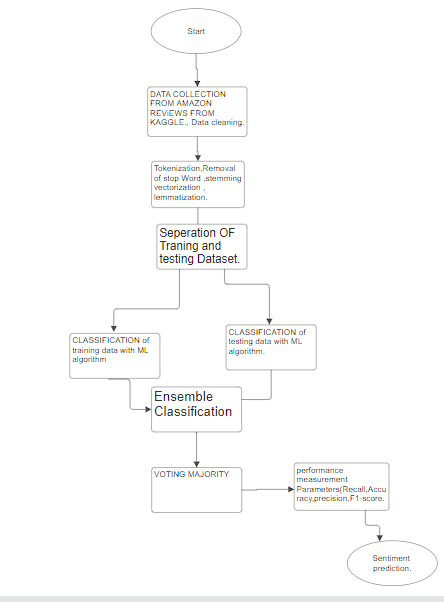 Start
DATA COLLECTION
FROM AMAZON
REVIEWS FROM
KAGGLE., Data cleaning.
Tokenization,Removal
of stop Word ,stemming
vectorization ,
lemmatization.
Seperation OF
Traning and
testing Dataset.
CLASSIFICATION of
training data with ML
algorithm
CLASSIFICATION of
testing data with ML
algorithm.
Ensemble
Classification
VOTING MAJORITY
performance
measurement
Parameters(Recall,Accu
racy,precision,F1-score.
Sentiment
prediction.